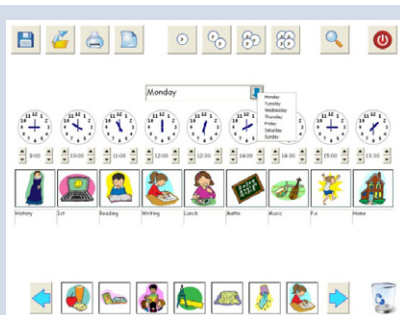 Monday
Monday
Tuesday
Wednesday
Thursday
Friday
Saturday
Sunday
9:00 10:00 11:00 12:00 12:30 14:00 14:30 15:00 15:30
History Ict Reading Writing Lunch Maths Music P.e Home